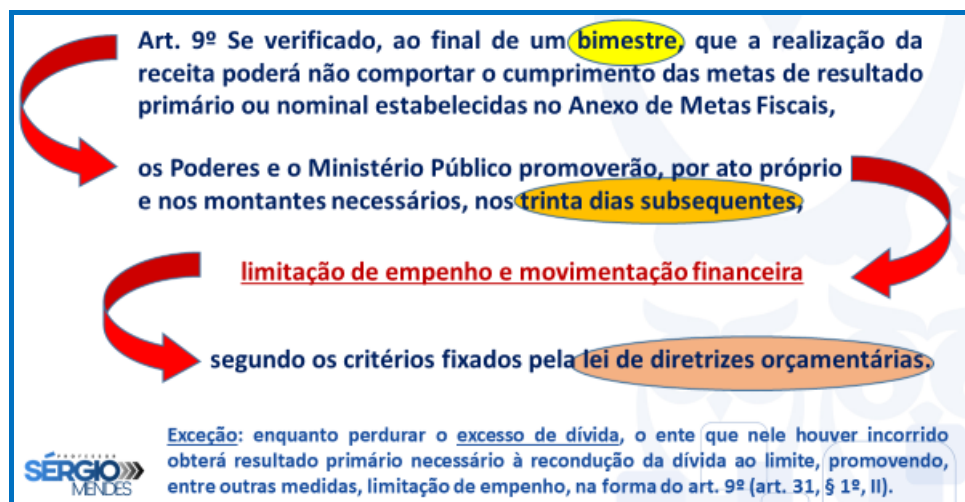 Art. 9º Se verificado, ao final de um bimestre, que a realização da
receita poderá não comportar o cumprimento das metas de resultado
primário ou nominal estabelecidas no Anexo de Metas Fiscais,
os Poderes e o Ministério Público promoverão, por ato próprio
e nos montantes necessários, nos trinta dias subsequentes,
limitação de empenho e movimentação financeira
segundo os critérios fixados pela lei de diretrizes orçamentárias.
Exceção: enquanto perdurar o excesso de dívida, o ente que nele houver incorrido
obterá resultado primário necessário à recondução da dívida ao limite, promovendo,
entre outras medidas, limitação de empenho, na forma do art. 9º (art. 31, § 1º, II).
PROFESSOR
SÉRGIO
MENDES